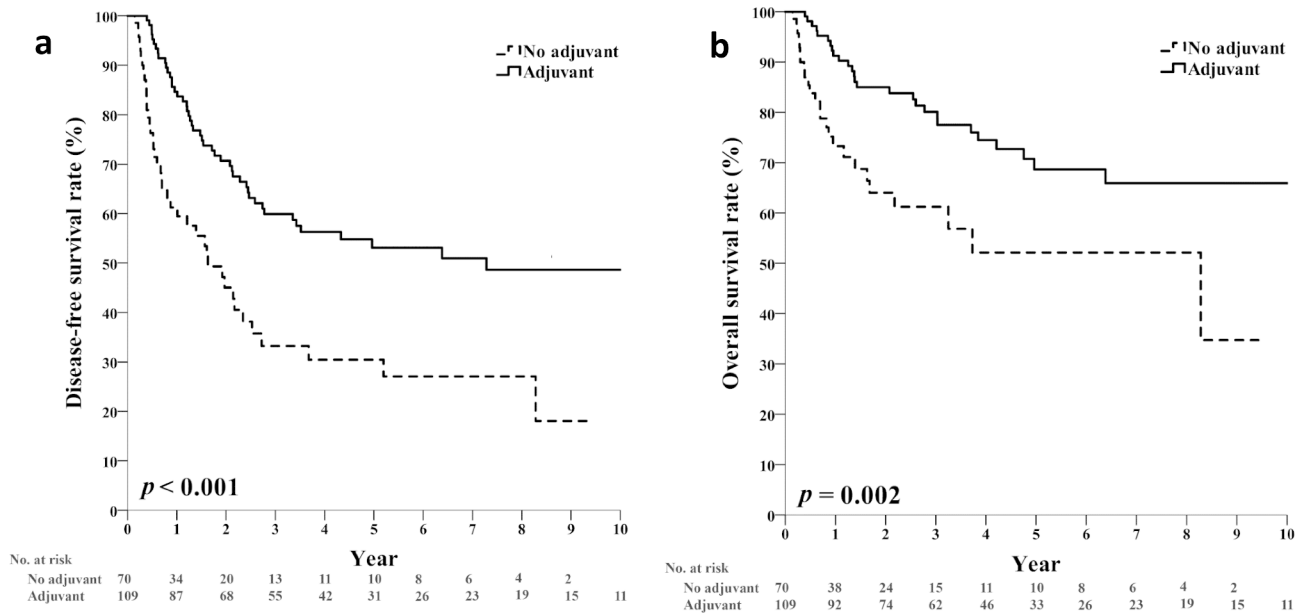 a
No adjuvant
Adjuvant
Disease-free survival rate (%)
100
90
80
70
60
50
40
30
20
10
0
p < 0.001
0 1 2 3 4 5 6 7 8 9 10
Year
No. at risk
No adjuvant 70 34 20 13 11 10 8 6 4 2
Adjuvant 109 87 68 55 42 31 26 23 19 15 11
b
No adjuvant
Adjuvant
Overall survival rate (%)
100
90
80
70
60
50
40
30
20
10
0
p = 0.002
0 1 2 3 4 5 6 7 8 9 10
Year
No. at risk
No adjuvant 70 38 24 15 11 10 8 6 4 2
Adjuvant 109 92 74 62 46 33 26 23 19 15 11